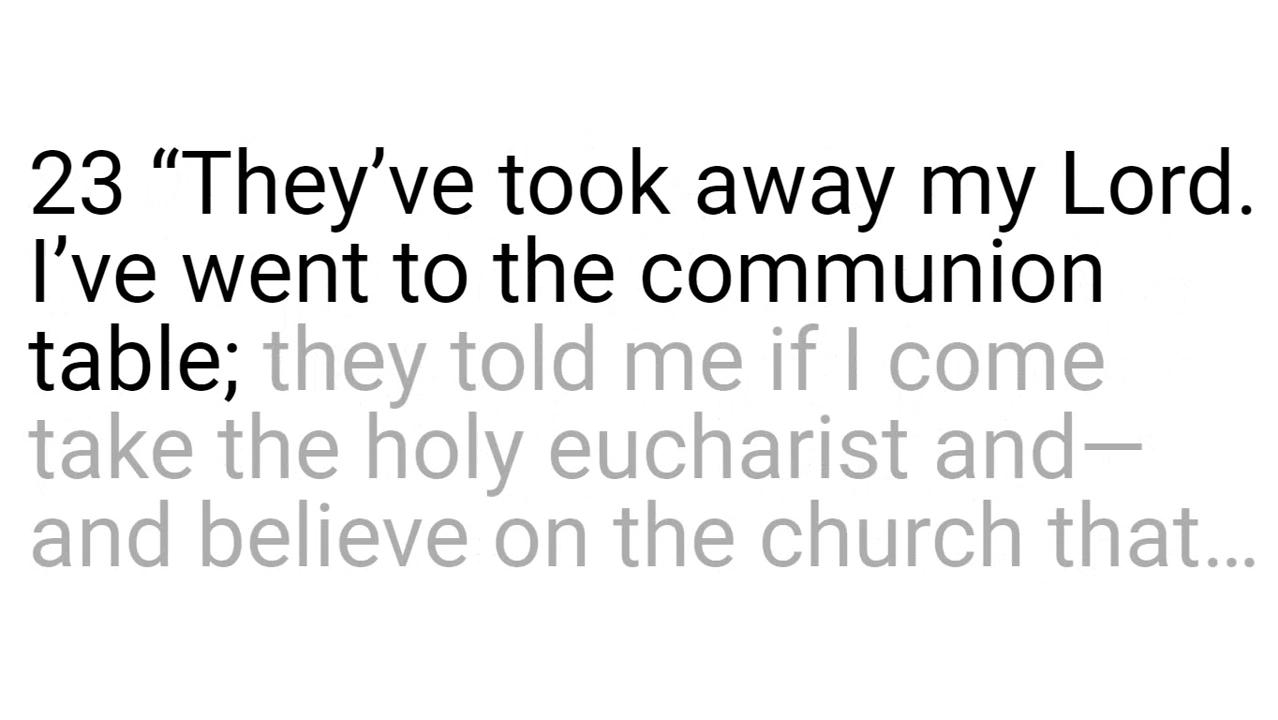 23 “They’ve took away my Lord.
I’ve went to the communion
table; they told me if I come
take the holy eucharist and—
and believe on the church that…